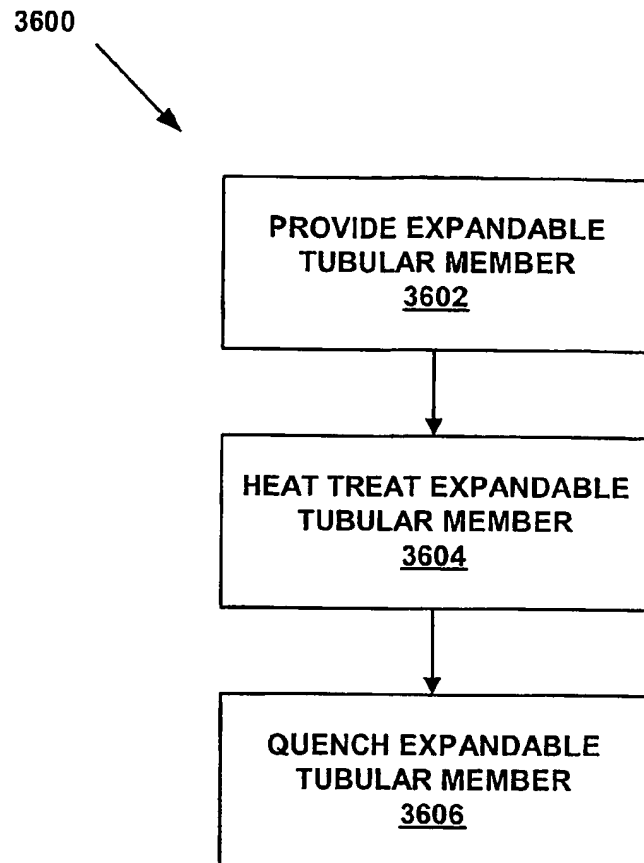 3600
PROVIDE EXPANDABLE
TUBULAR MEMBER
3602
HEAT TREAT EXPANDABLE
TUBULAR MEMBER
3604
QUENCH EXPANDABLE
TUBULAR MEMBER
3606